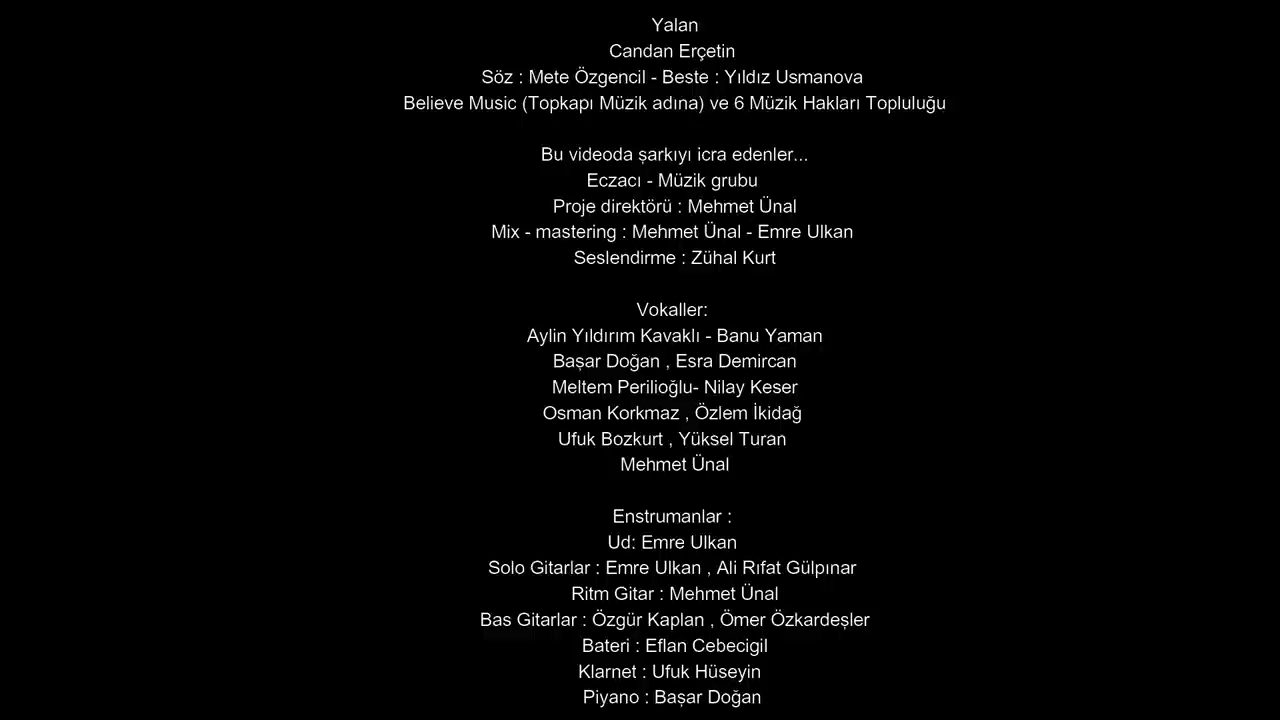 Yalan
Candan Erçetin
Söz : Mete Özgencil - Beste : Yıldız Usmanova
Believe Music (Topkapı Müzik adına) ve 6 Müzik Hakları Topluluğu
Bu videoda şarkıyı icra edenler...
Eczacı - Müzik grubu
Proje direktörü : Mehmet Ünal
Mix - mastering : Mehmet Ünal - Emre Ulkan
Seslendirme : Zühal Kurt
Vokaller:
Aylin Yıldırım Kavaklı - Banu Yaman
Başar Doğan , Esra Demircan
Meltem Perilioğlu- Nilay Keser
Osman Korkmaz , Özlem İkidağ
Ufuk Bozkurt , Yüksel Turan
Mehmet Ünal
Enstrumanlar :
Ud: Emre Ulkan
Solo Gitarlar : Emre Ulkan , Ali Rıfat Gülpınar
Ritm Gitar : Mehmet Ünal
Bas Gitarlar : Özgür Kaplan , Ömer Özkardeşler
Bateri : Eflan Cebecigil
Klarnet : Ufuk Hüseyin
Piyano : Başar Doğan